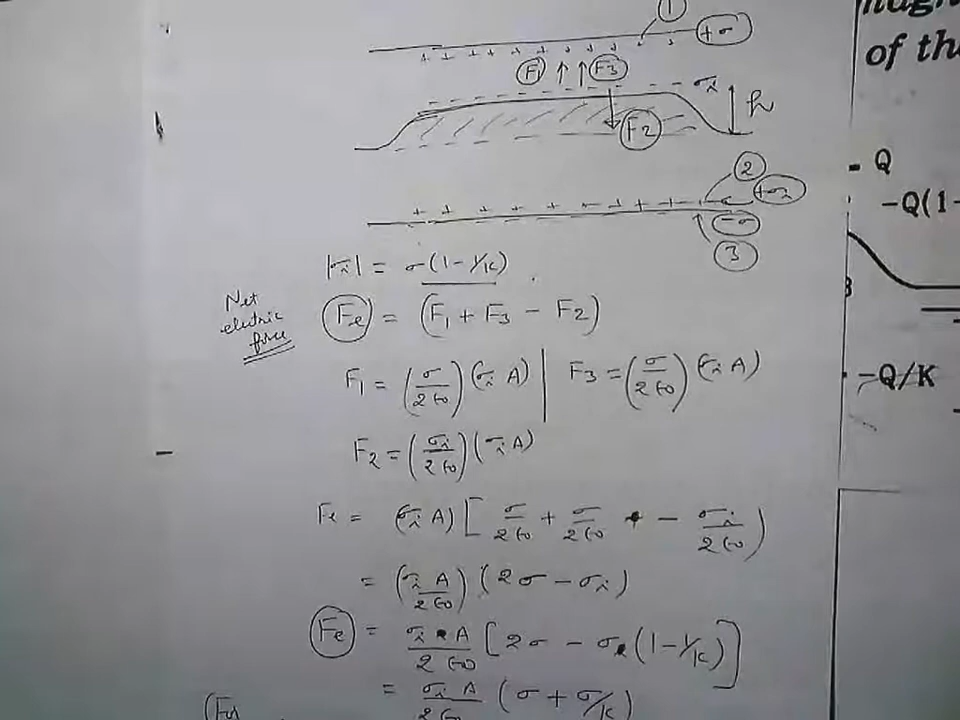 1
+σ
+ + + + + + + + + + +
F1 ↑ ↑ F3
- - - - - - - σi
h
F2
2
+ + + + + + + + + +σi
-σ
3
|σi| = σ(1-1/K)
Net electric force
Fe = (F1 + F3 - F2)
F1 = (σ/2ε0)(σi A) | F3 = (σ/2ε0)(σi A)
F2 = (σi/2ε0)(σi A)
Fe = (σi A)[σ/2ε0 + σ/2ε0 - σi/2ε0)
= (σi A/2ε0)(2σ - σi)
Fe = σi A/2ε0 [2σ - σ(1-1/K)]
= σi A/2ε0 (σ + σ/K)
of the
- Q
-Q(1-
-Q/K